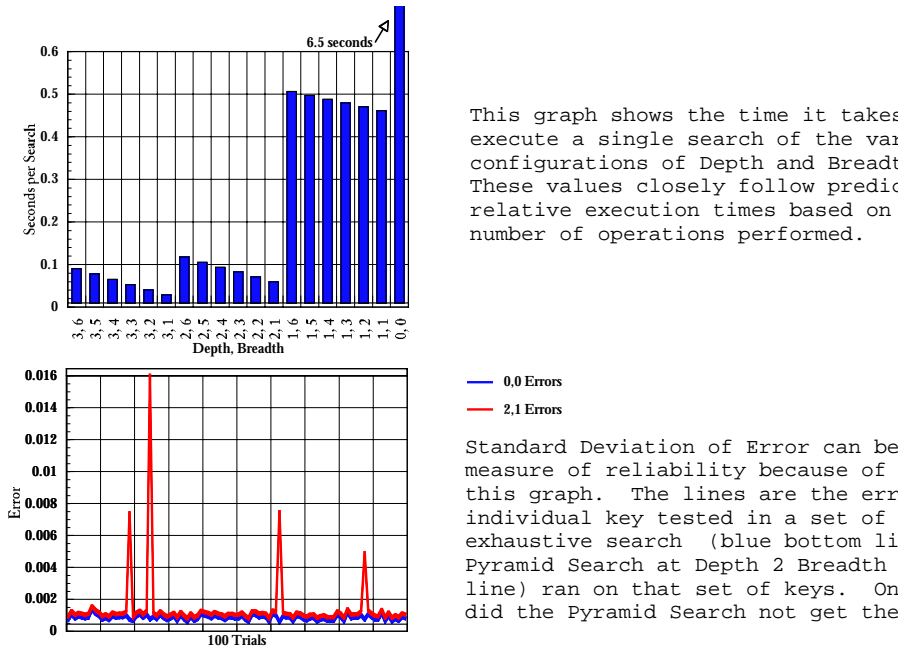 6.5 seconds
0.6
0.5
0.4
0.3
0.2
0.1
0
Seconds per Search
3, 6
3, 5
3, 4
3, 3
3, 2
3, 1
2, 6
2, 5
2, 4
2, 3
2, 2
2, 1
1, 6
1, 5
1, 4
1, 3
1, 2
1, 1
0, 0
Depth, Breadth
This graph shows the time it takes
execute a single search of the var
configurations of Depth and Breadt
These values closely follow predic
relative execution times based on
number of operations performed.
0.016
0.014
0.012
0.01
0.008
0.006
0.004
0.002
0
Error
100 Trials
0,0 Errors
2,1 Errors
Standard Deviation of Error can be
measure of reliability because of
this graph. The lines are the err
individual key tested in a set of
exhaustive search (blue bottom li
Pyramid Search at Depth 2 Breadth
line) ran on that set of keys. On
did the Pyramid Search not get the